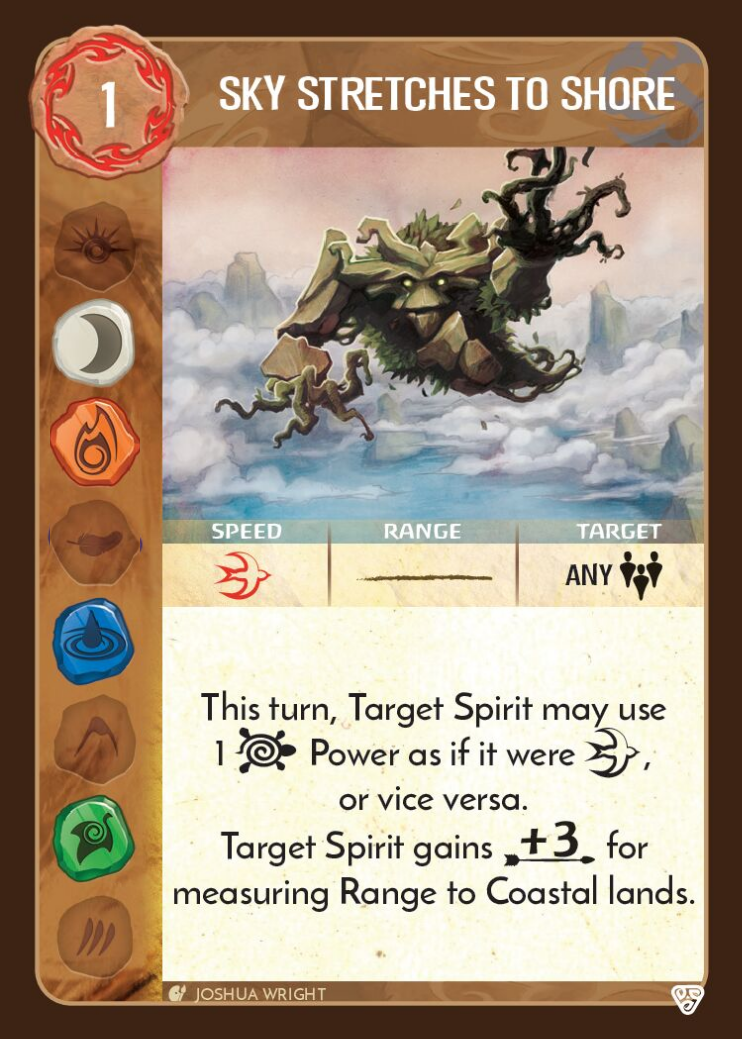 1
SKY STRETCHES TO SHORE
SPEED RANGE TARGET
ANY
This turn, Target Spirit may use
1 Power as if it were ,
or vice versa.
Target Spirit gains +3 for
measuring Range to Coastal lands.
JOSHUA WRIGHT